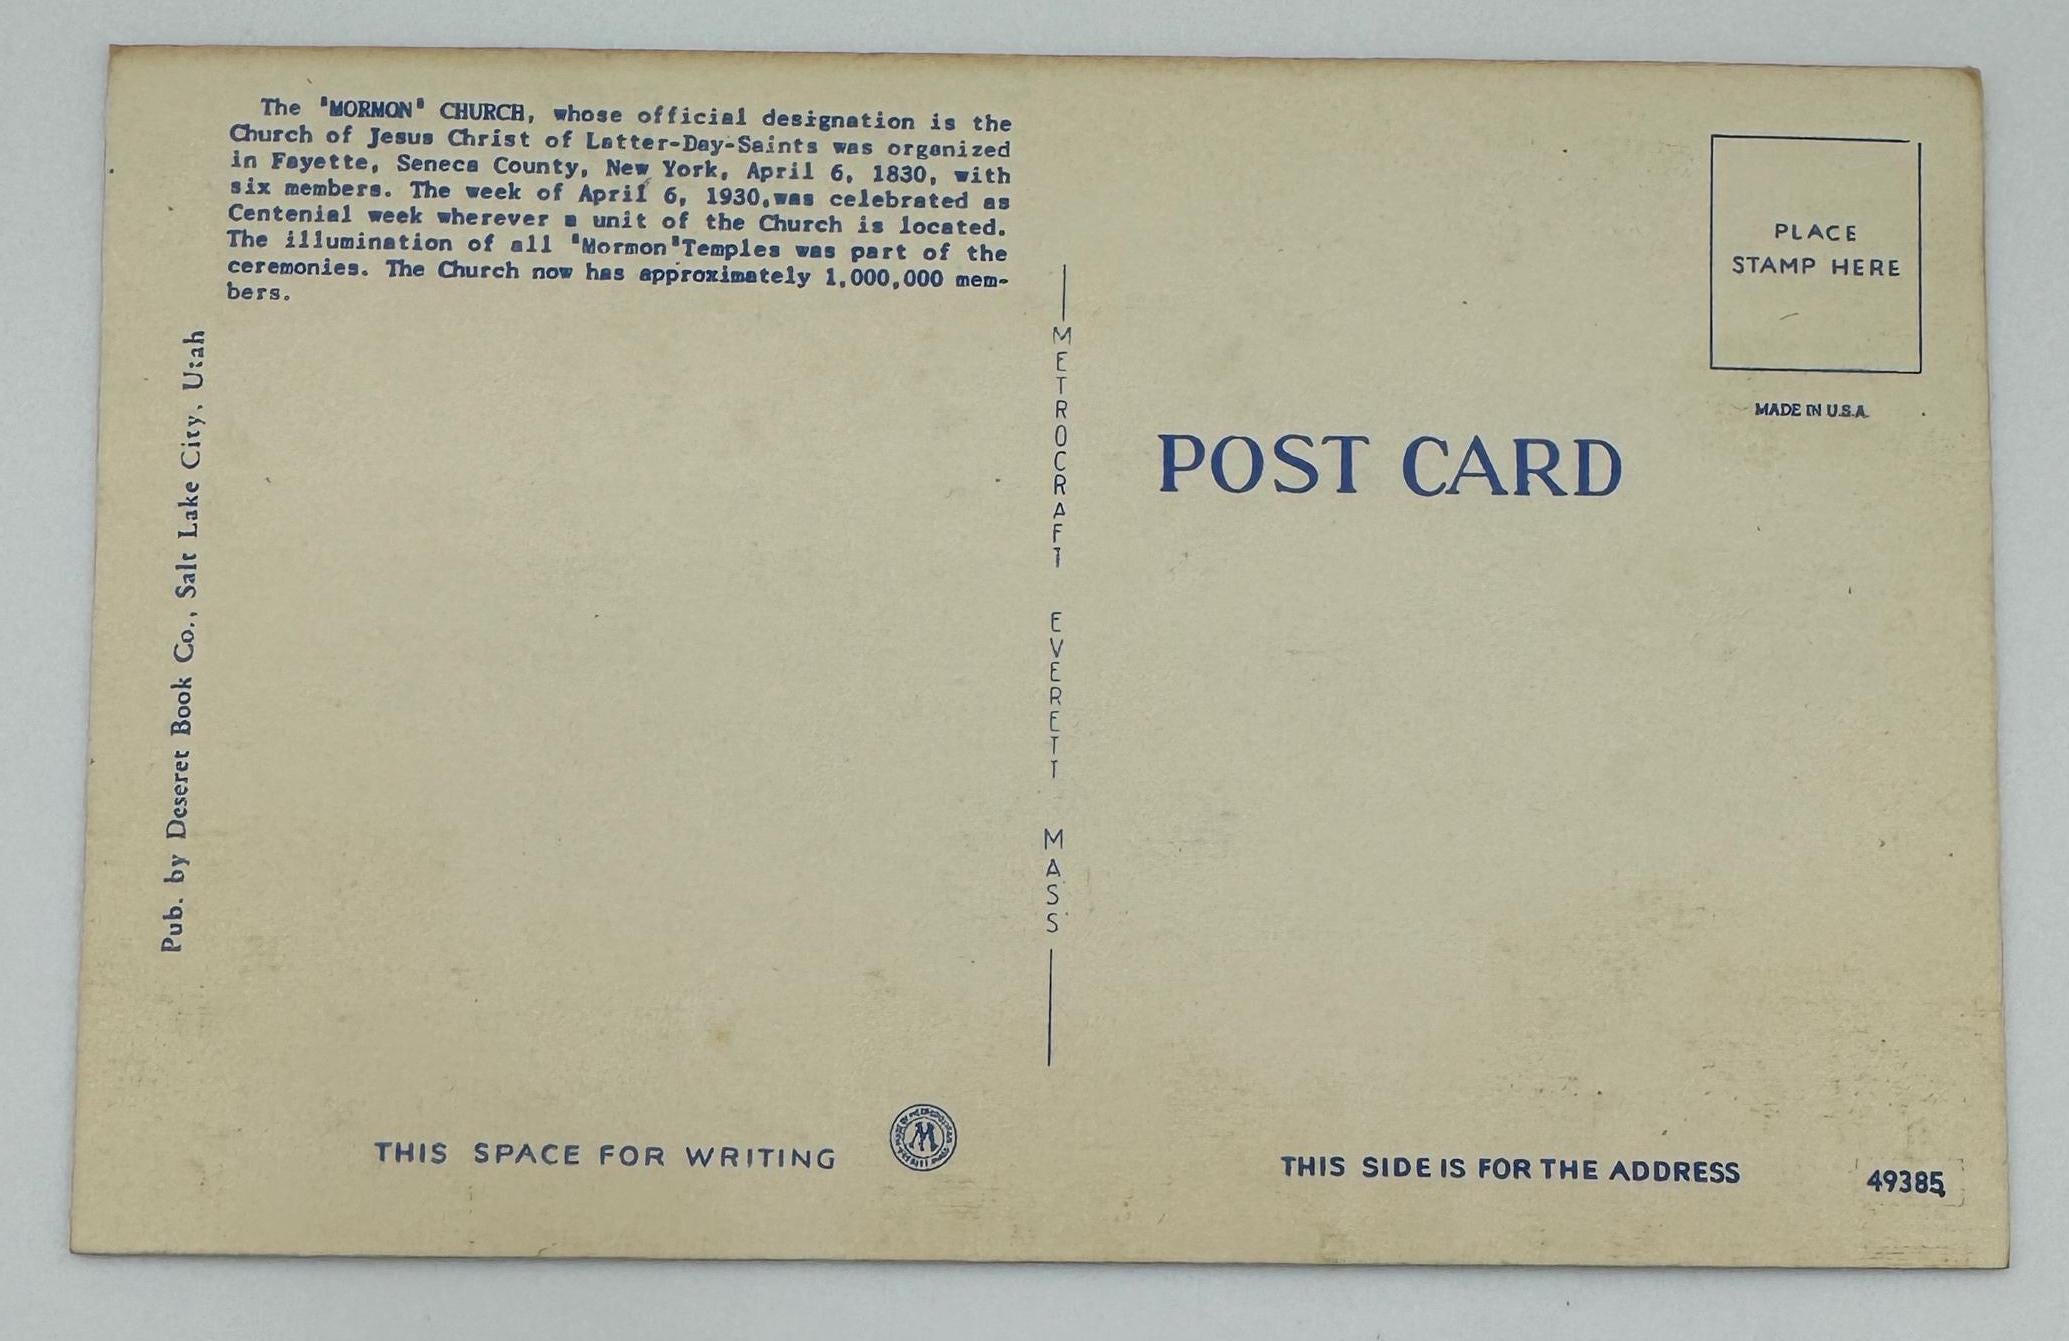 The "MORMON" CHURCH, whose official designation is the
Church of Jesus Christ of Latter-Day-Saints was organized
in Fayette, Seneca County, New York, April 6, 1830, with
six members. The week of April 6, 1930,was celebrated as
Centenial week wherever a unit of the Church is located.
The illumination of all "Mormon"Temples was part of the
ceremonies. The Church now has approximately 1,000,000 mem-
bers.
Pub. by Deseret Book Co., Salt Lake City, Utah
METROCRAFT EVERETT MASS
PLACE
STAMP HERE
MADE IN U.S.A.
POST CARD
THIS SPACE FOR WRITING
M
THIS SIDE IS FOR THE ADDRESS
49385